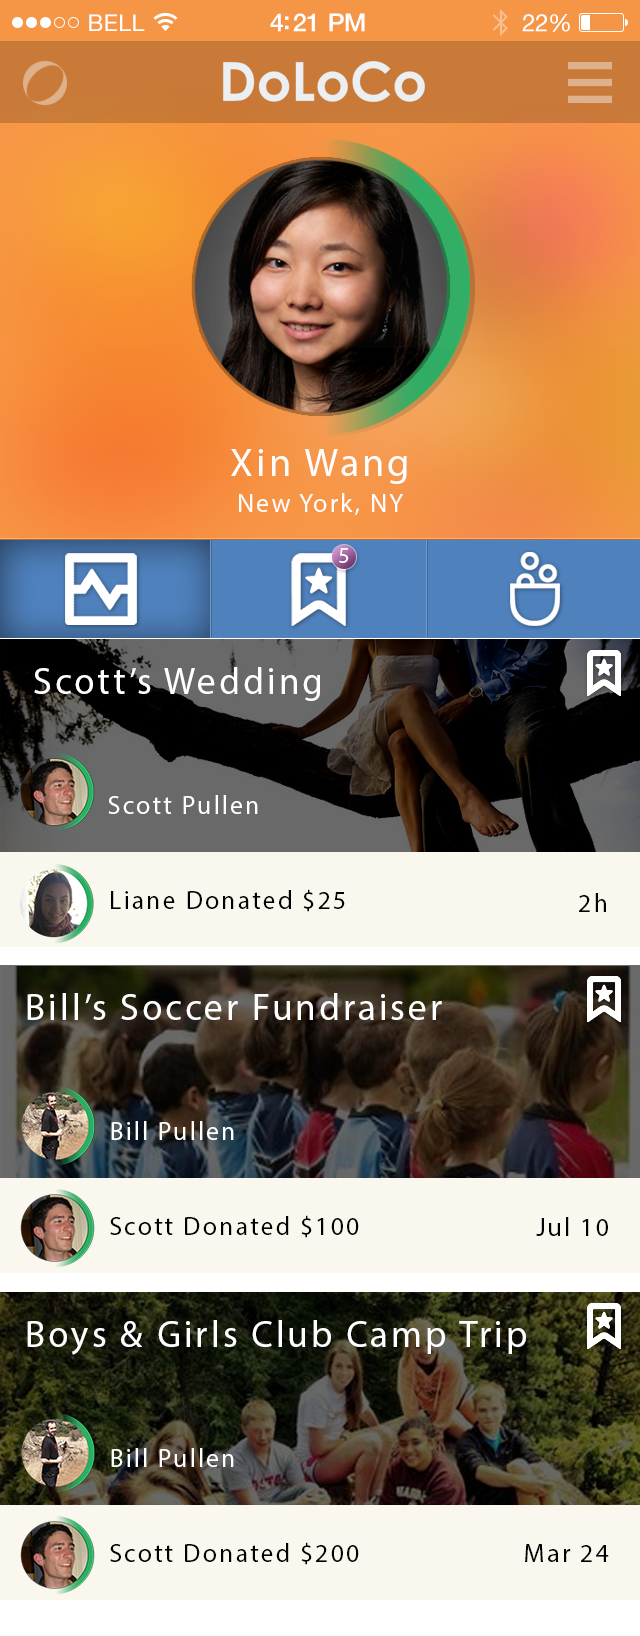 BELL 4:21 PM 22%
DoLoCo
Xin Wang
New York, NY
5
Scott's Wedding
Scott Pullen
Liane Donated $25 2h
Bill's Soccer Fundraiser
Bill Pullen
Scott Donated $100 Jul 10
Boys & Girls Club Camp Trip
Bill Pullen
Scott Donated $200 Mar 24